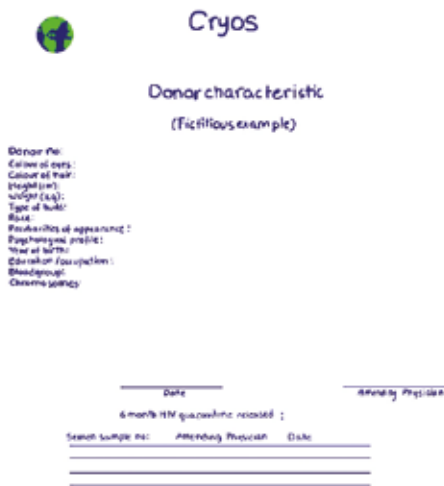 Cryos
Donor characteristic
(Fictitious example)
Donor no:
Colour of eyes:
Colour of hair:
Height (cm):
Weight (kg):
Type of build:
Race:
Peculiarities of appearance:
Psychological profile:
Year of birth:
Education / occupation:
Bloodgroup:
Chromosomes:
Date
Attending Physician
6 month HIV quarantine released :
Semen sample no: Attending Physician Date